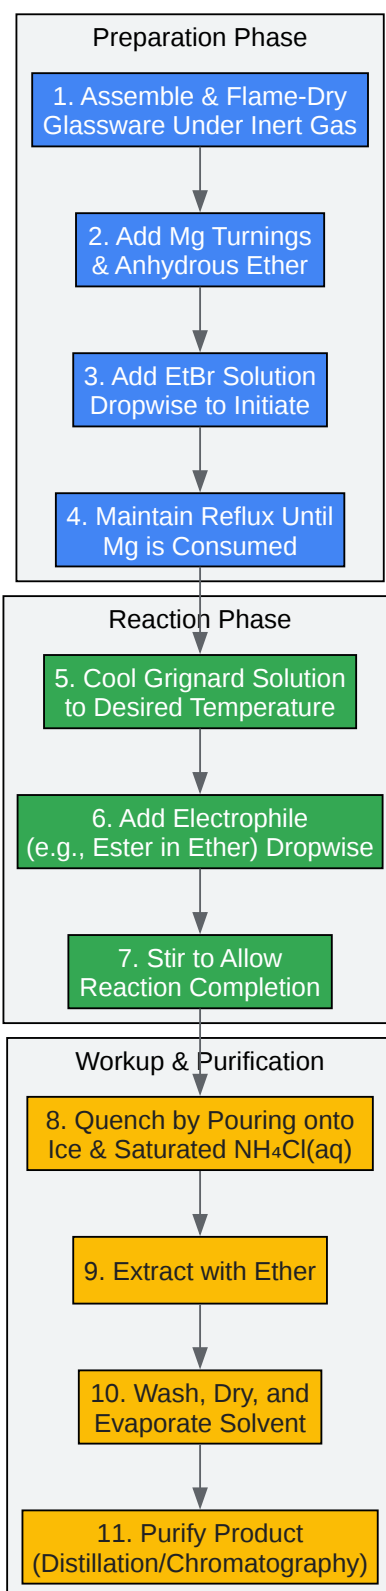 Preparation Phase
1. Assemble & Flame-Dry
Glassware Under Inert Gas
2. Add Mg Turnings
& Anhydrous Ether
3. Add EtBr Solution
Dropwise to Initiate
4. Maintain Reflux Until
Mg is Consumed
Reaction Phase
5. Cool Grignard Solution
to Desired Temperature
6. Add Electrophile
(e.g., Ester in Ether) Dropwise
7. Stir to Allow
Reaction Completion
Workup & Purification
8. Quench by Pouring onto
Ice & Saturated NH₄Cl(aq)
9. Extract with Ether
10. Wash, Dry, and
Evaporate Solvent
11. Purify Product
(Distillation/Chromatography)